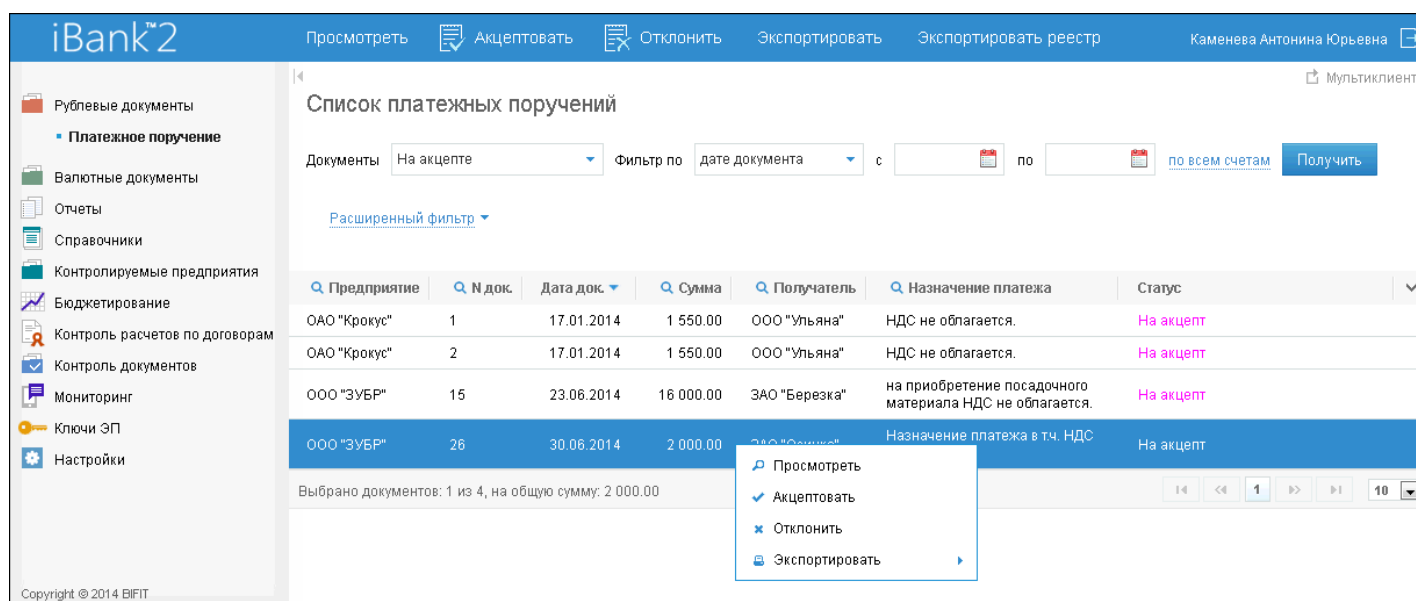 iBank™2
Просмотреть Акцептовать Отклонить Экспортировать Экспортировать реестр Каменева Антонина Юрьевна
Мультиклиент
Рублевые документы
Платежное поручение
Валютные документы
Отчеты
Справочники
Контролируемые предприятия
Бюджетирование
Контроль расчетов по договорам
Контроль документов
Мониторинг
Ключи ЭП
Настройки
Copyright © 2014 BIFIT
Список платежных поручений
Документы На акцепте Фильтр по дате документа с по по всем счетам Получить
Расширенный фильтр
Предприятие N док. Дата док. Сумма Получатель Назначение платежа Статус
ОАО "Крокус" 1 17.01.2014 1 550.00 ООО "Ульяна" НДС не облагается. На акцепт
ОАО "Крокус" 2 17.01.2014 1 550.00 ООО "Ульяна" НДС не облагается. На акцепт
ООО "ЗУБР" 15 23.06.2014 16 000.00 ЗАО "Березка" на приобретение посадочного
материала НДС не облагается. На акцепт
ООО "ЗУБР" 26 30.06.2014 2 000.00 Назначение платежа в т.ч. НДС
На акцепт
Просмотреть
Акцептовать
Отклонить
Экспортировать
Выбрано документов: 1 из 4, на общую сумму: 2 000.00 1 10